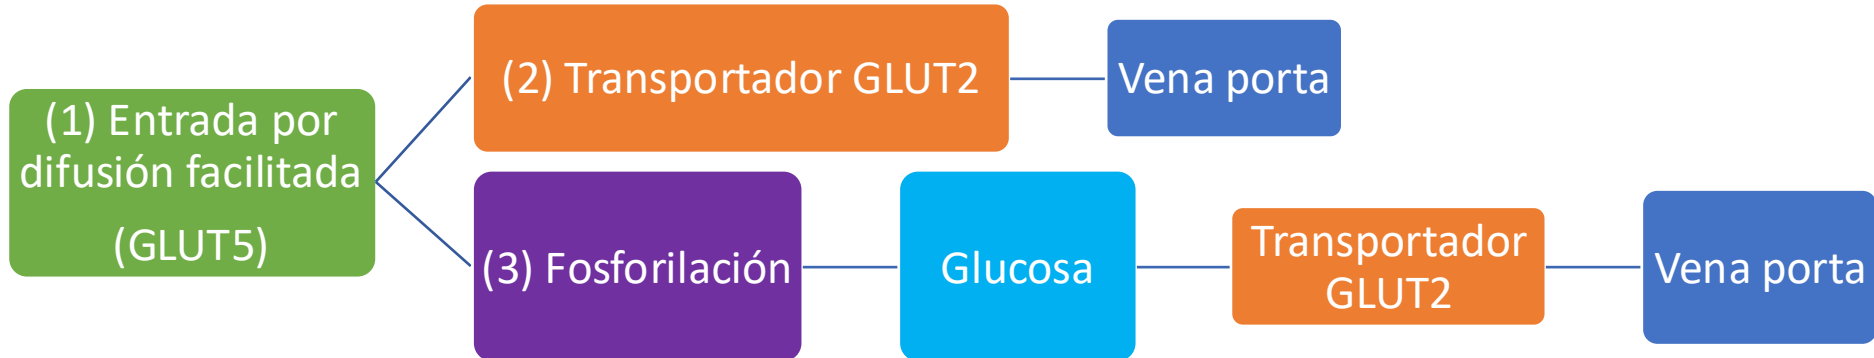 (1) Entrada por
difusión facilitada
(GLUT5)
(2) Transportador GLUT2
Vena porta
(3) Fosforilación
Glucosa
Transportador
GLUT2
Vena porta